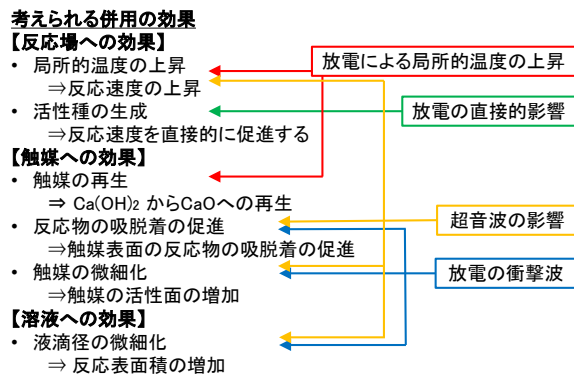 考えられる併用の効果
【反応場への効果】
• 局所的温度の上昇
⇒反応速度の上昇
• 活性種の生成
⇒反応速度を直接的に促進する
【触媒への効果】
• 触媒の再生
⇒ Ca(OH)₂ からCaOへの再生
• 反応物の吸脱着の促進
⇒触媒表面の反応物の吸脱着の促進
• 触媒の微細化
⇒触媒の活性面の増加
【溶液への効果】
• 液滴径の微細化
⇒ 反応表面積の増加
放電による局所的温度の上昇
放電の直接的影響
超音波の影響
放電の衝撃波